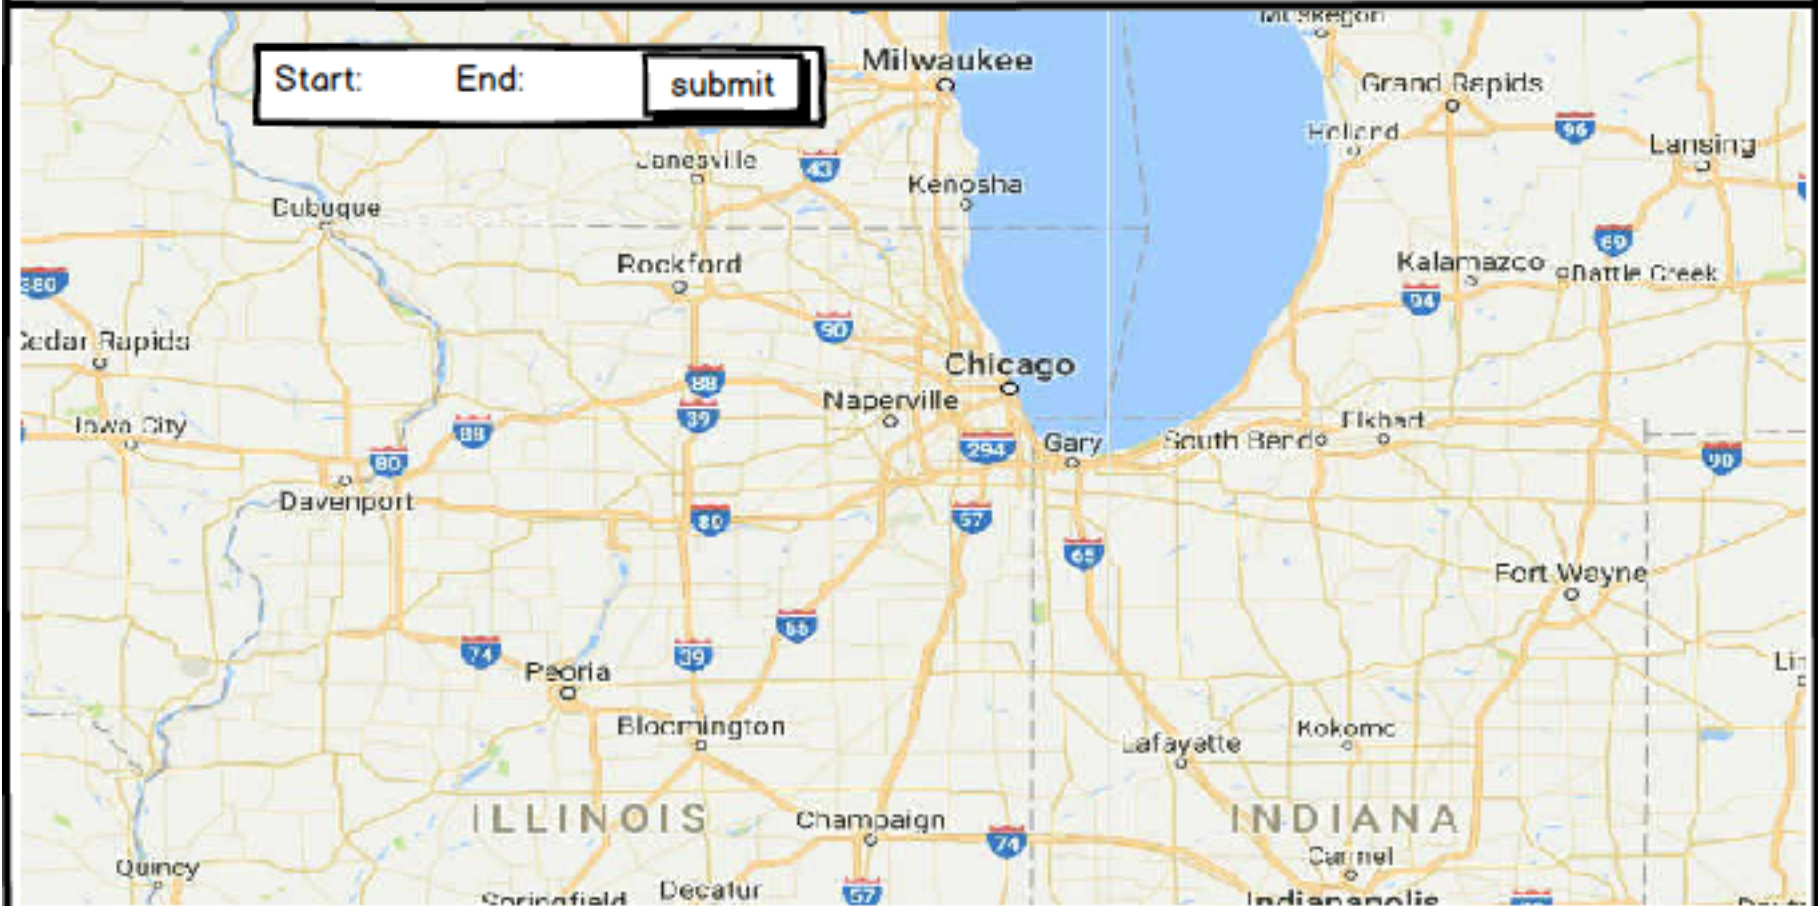 Muskegon
Milwaukee
Start: End: submit
Grand Rapids
96
Holland
Lansing
Janesville
43
Kenosha
Dubuque
69
Rockford
Kalamazoo
Battle Creek
380
94
90
Cedar Rapids
Chicago
88
Naperville
39
Iowa City
88
Elkhart
294
Gary
South Bend
80
90
Davenport
80
57
65
Fort Wayne
55
74
39
Peoria
Bloomington
Kokomo
Lafayette
ILLINOIS
INDIANA
Champaign
74
Carmel
Quincy
Decatur
57
Springfield
Indianapolis